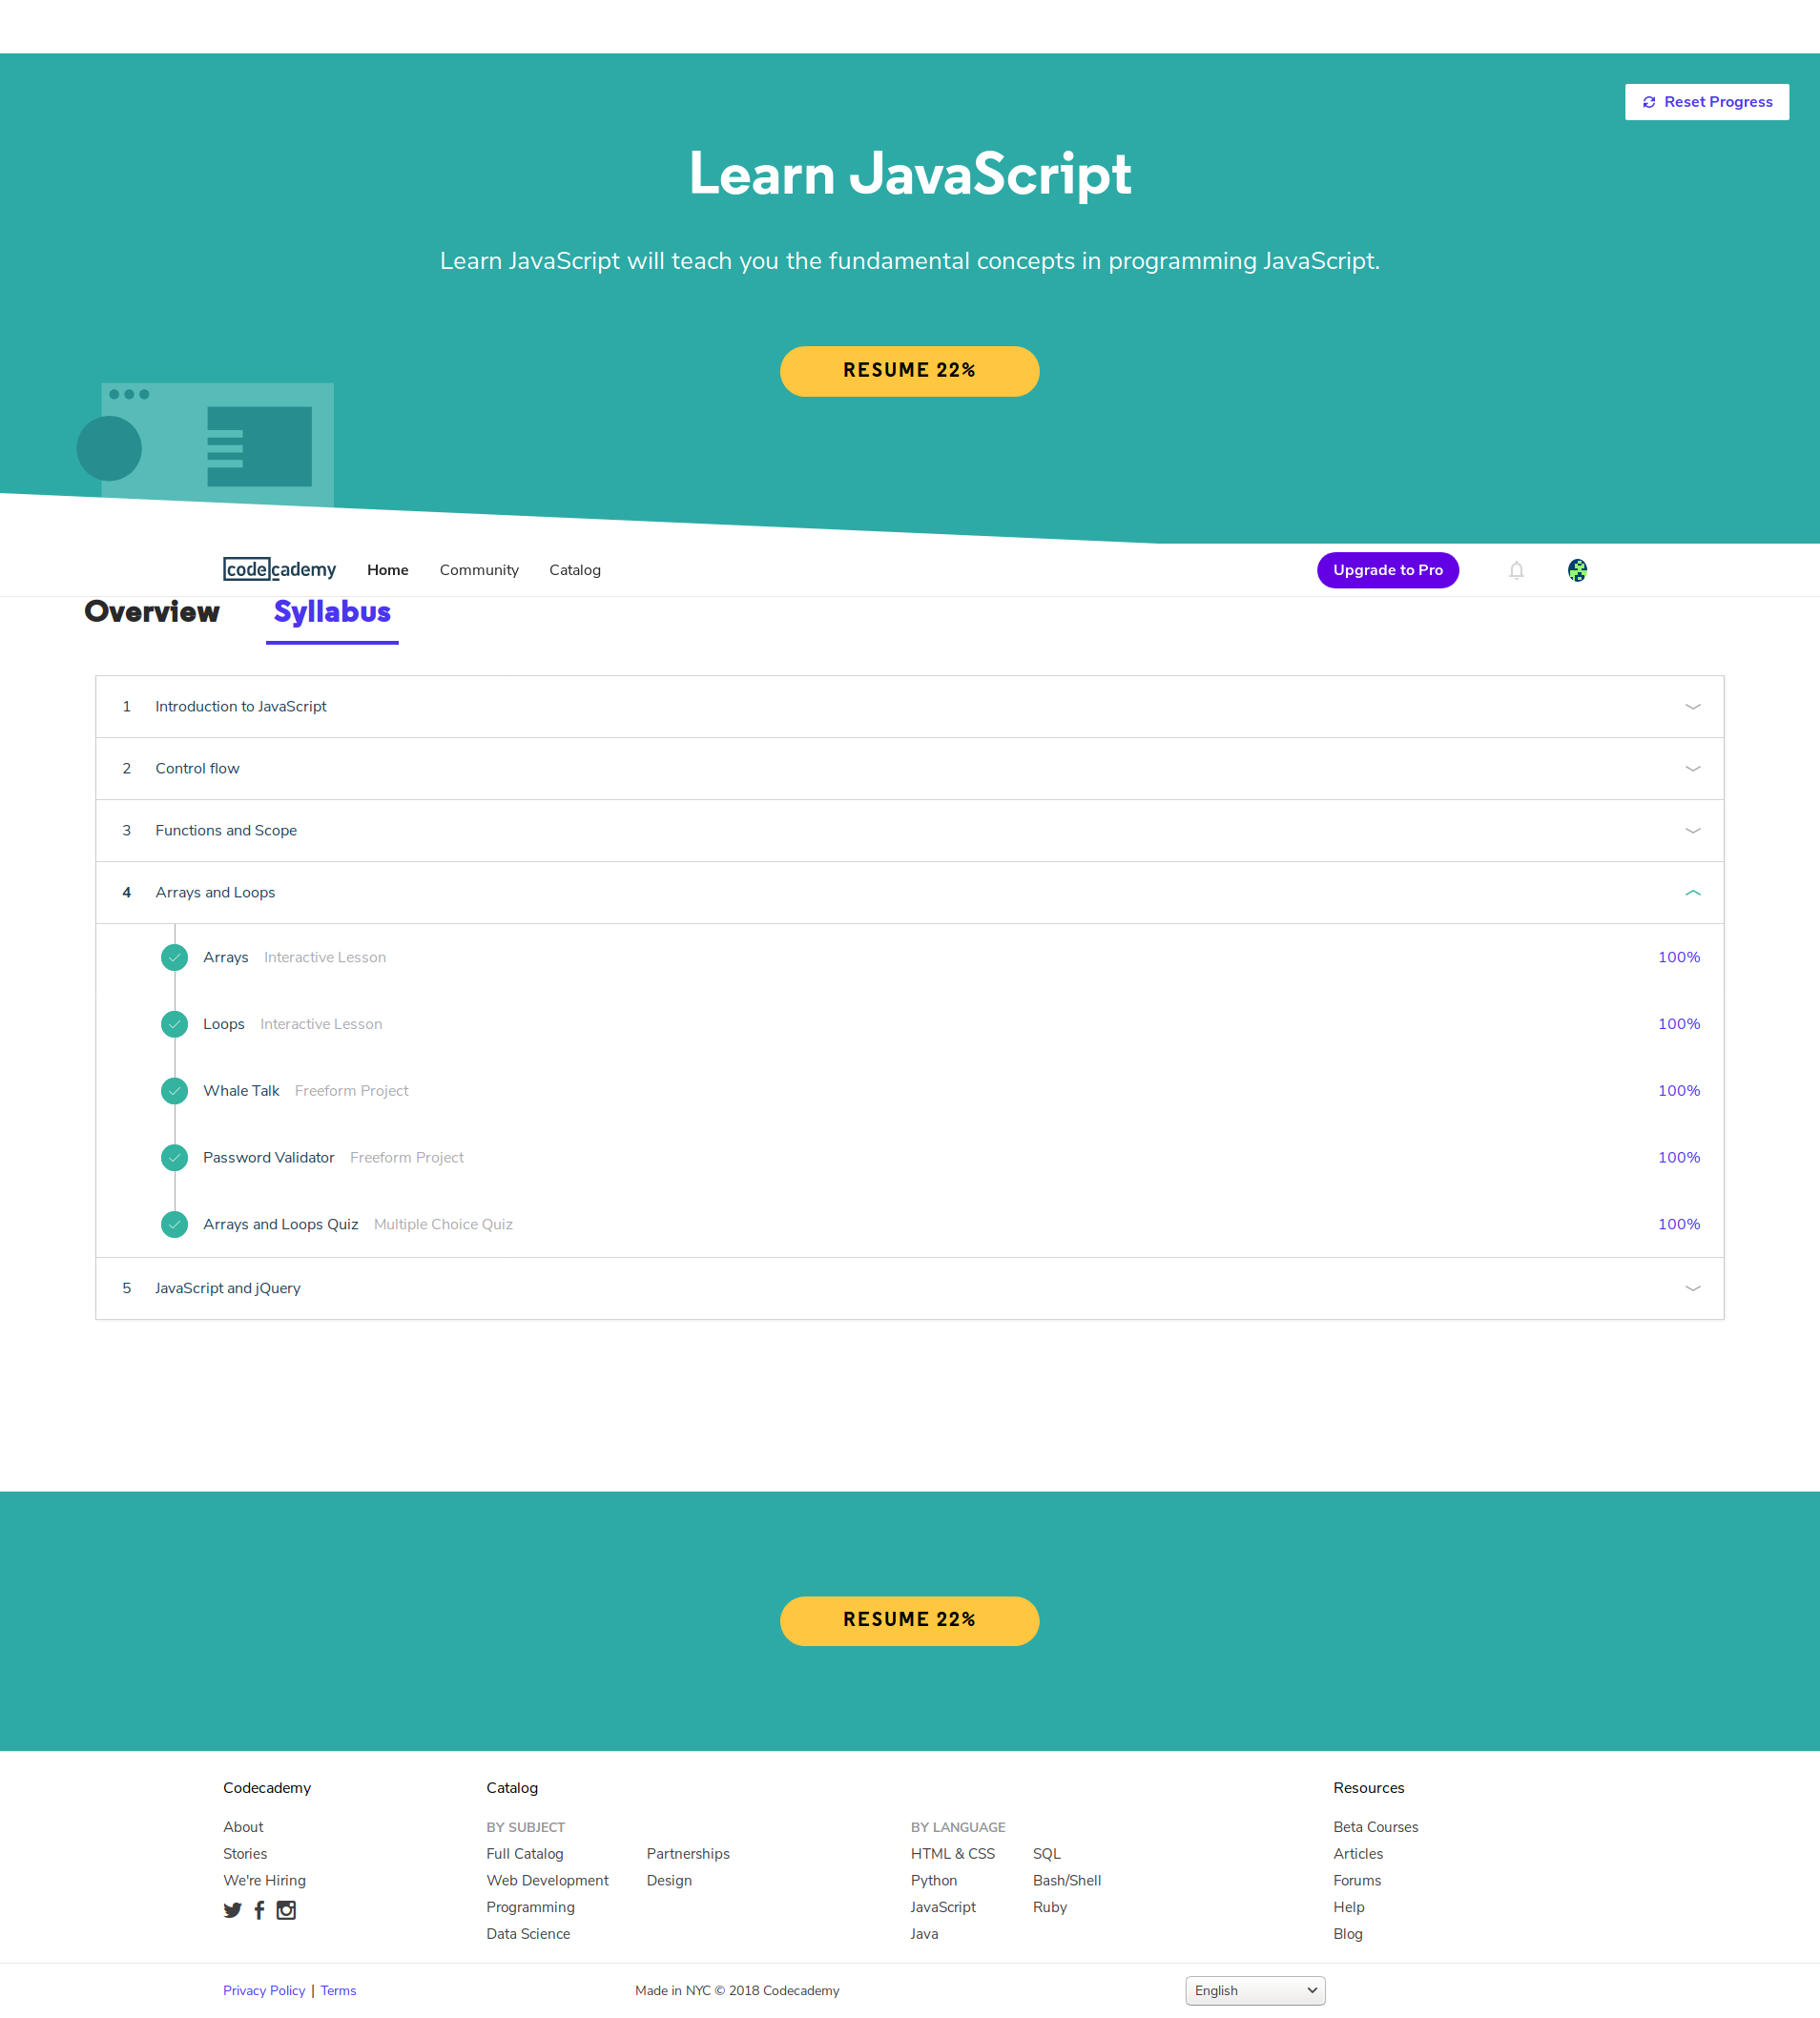 Reset Progress
Learn JavaScript
Learn JavaScript will teach you the fundamental concepts in programming JavaScript.
RESUME 22%
codecademy Home Community Catalog Upgrade to Pro
Overview Syllabus
1 Introduction to JavaScript
2 Control flow
3 Functions and Scope
4 Arrays and Loops
Arrays Interactive Lesson 100%
Loops Interactive Lesson 100%
Whale Talk Freeform Project 100%
Password Validator Freeform Project 100%
Arrays and Loops Quiz Multiple Choice Quiz 100%
5 JavaScript and jQuery
RESUME 22%
Codecademy Catalog Resources
About BY SUBJECT BY LANGUAGE Beta Courses
Stories Full Catalog Partnerships HTML & CSS SQL Articles
We're Hiring Web Development Design Python Bash/Shell Forums
Programming JavaScript Ruby Help
Data Science Java Blog
Privacy Policy | Terms Made in NYC © 2018 Codecademy English